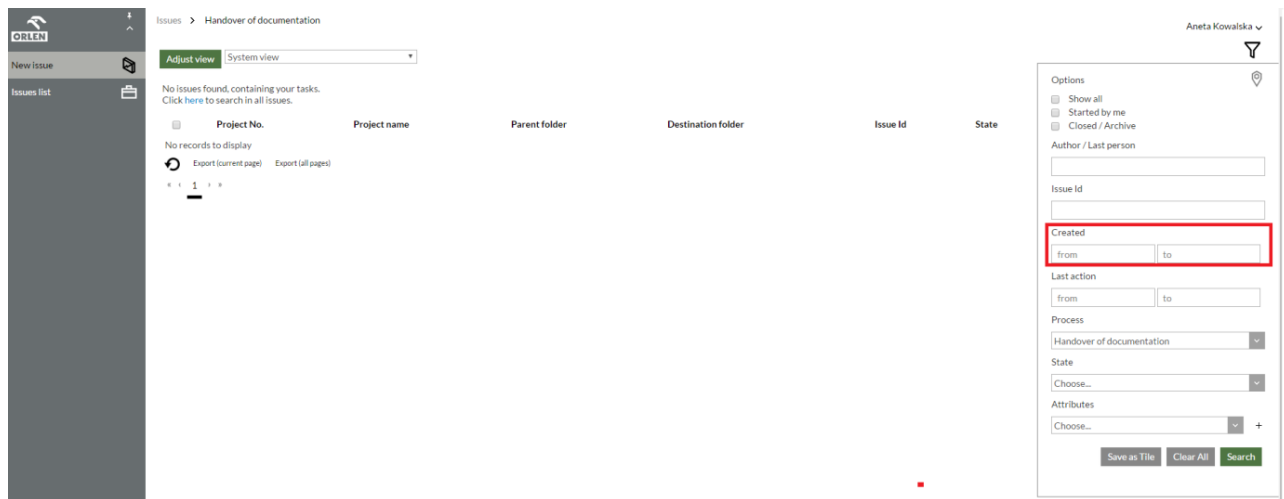 ORLEN
New issue
Issues list
Issues > Handover of documentation
Aneta Kowalska
Adjust view System view
No issues found, containing your tasks.
Click here to search in all issues.
Project No. Project name Parent folder Destination folder Issue Id State
No records to display
Export (current page) Export (all pages)
« ‹ 1 › »
Options
Show all
Started by me
Closed / Archive
Author / Last person
Issue Id
Created
from to
Last action
from to
Process
Handover of documentation
State
Choose...
Attributes
Choose... +
Save as Tile Clear All Search